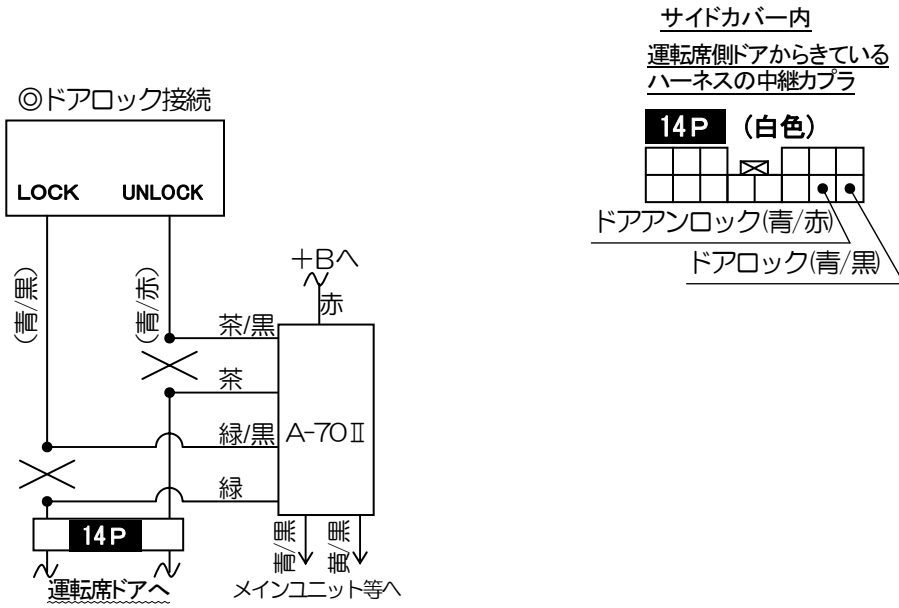 ◎ドアロック接続
LOCK
UNLOCK
(青/黒)
(青/赤)
+Bへ
赤
茶/黒
茶
緑/黒
緑
A-70Ⅱ
14P
運転席ドアへ
青/黒
黄/黒
メインユニット等へ
サイドカバー内
運転席側ドアからきている
ハーネスの中継カプラ
14P (白色)
ドアアンロック(青/赤)
ドアロック(青/黒)